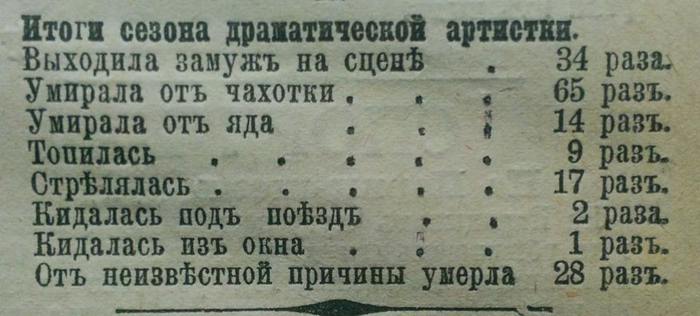 Итоги сезона драматической артистки.
Выходила замужъ на сценѣ . 34 раза.
Умирала отъ чахотки . . . 65 разъ.
Умирала отъ яда . . . 14 разъ.
Топилась . . . . . 9 разъ.
Стрѣлялась . . . . . 17 разъ.
Кидалась подъ поѣздъ . . 2 раза.
Кидалась изъ окна . . . 1 разъ.
Отъ неизвѣстной причины умерла 28 разъ.